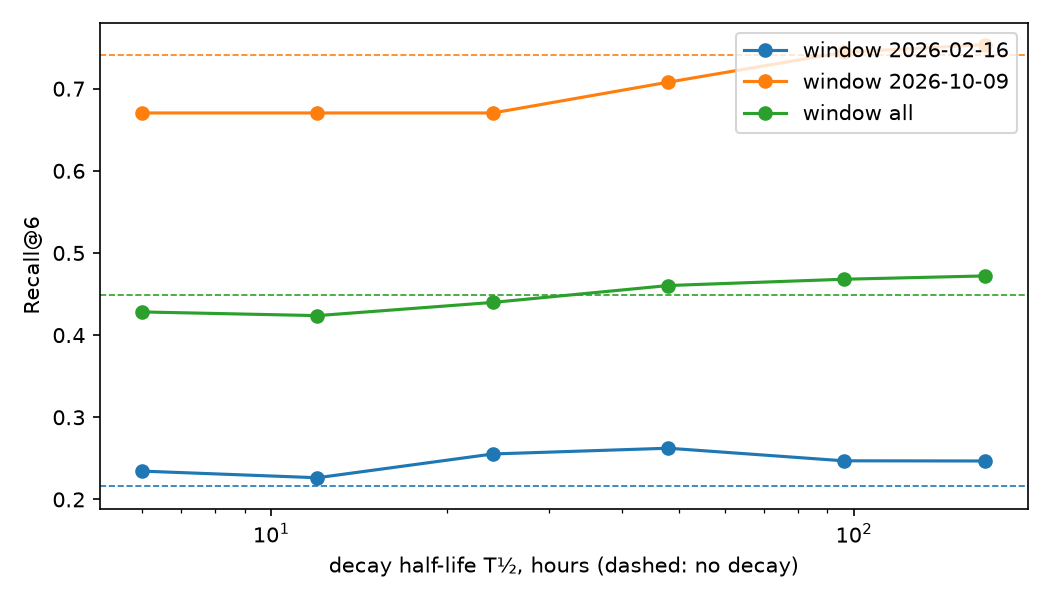 window 2026-02-16
window 2026-10-09
window all
Recall@6
0.7
0.6
0.5
0.4
0.3
0.2
10¹
10²
decay half-life T½, hours (dashed: no decay)